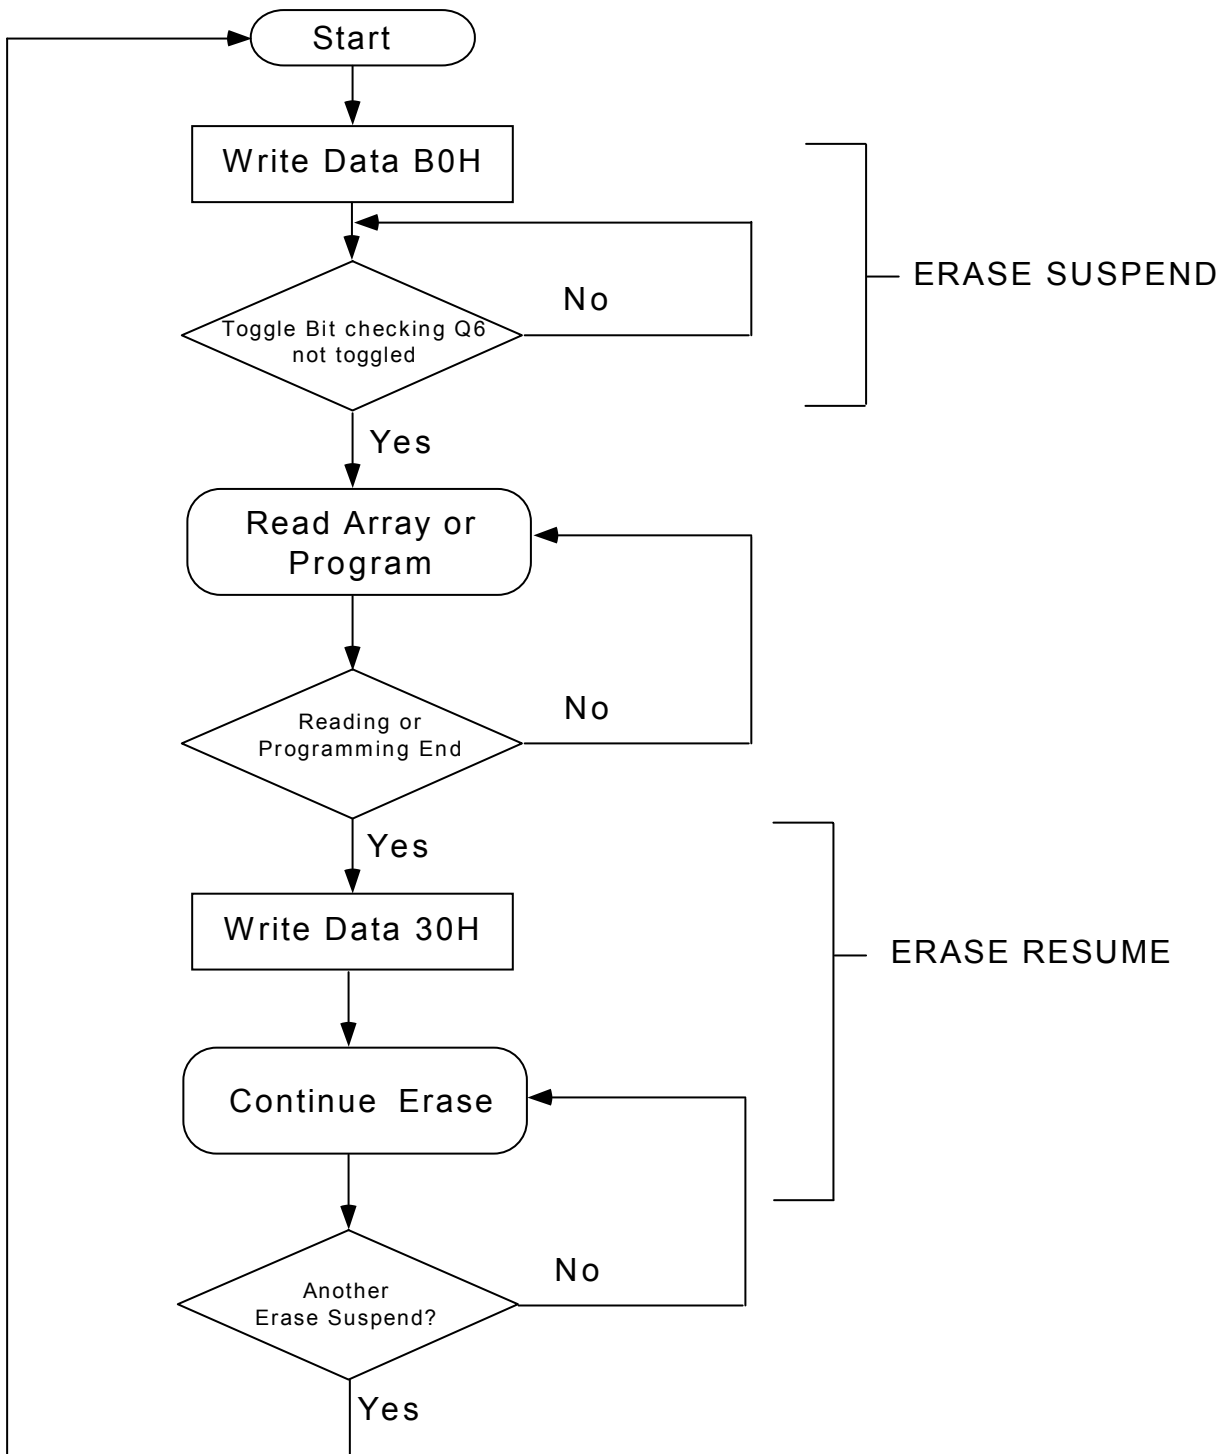 Start
Write Data B0H
ERASE SUSPEND
No
Toggle Bit checking Q6
not toggled
Yes
Read Array or
Program
No
Reading or
Programming End
Yes
Write Data 30H
ERASE RESUME
Continue Erase
No
Another
Erase Suspend?
Yes